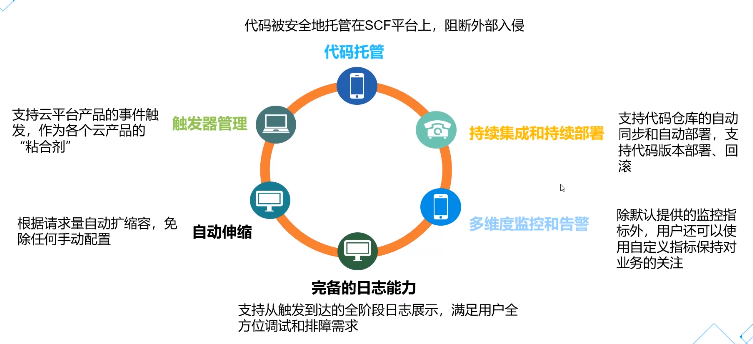 代码被安全地托管在SCF平台上，阻断外部入侵
代码托管
支持云平台产品的事件触
发，作为各个云产品的
“粘合剂”
触发器管理
持续集成和持续部署
支持代码仓库的自动
同步和自动部署，支
持代码版本部署、回
滚
根据请求量自动扩缩容，免
除任何手动配置
自动伸缩
多维度监控和告警
除默认提供的监控指
标外，用户还可以使
用自定义指标保持对
业务的关注
完备的日志能力
支持从触发到达的全阶段日志展示，满足用户全
方位调试和排障需求